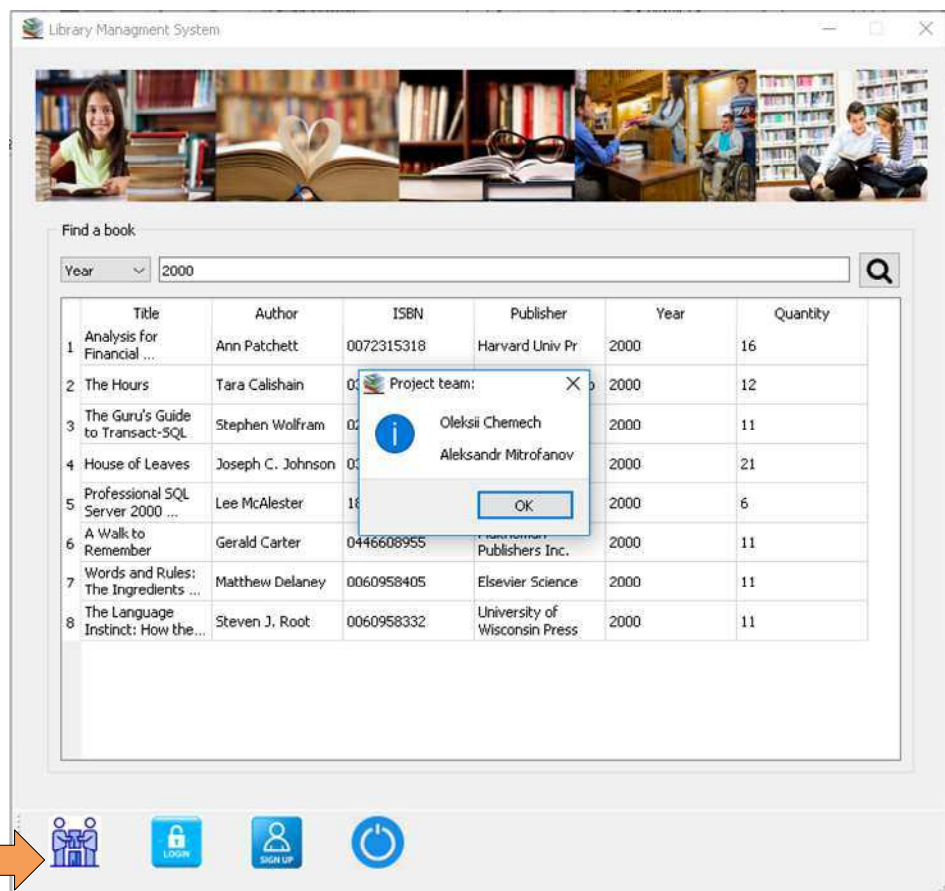 Library Managment System
Find a book
Year 2000
Title Author ISBN Publisher Year Quantity
1 Analysis for Financial ... Ann Patchett 0072315318 Harvard Univ Pr 2000 16
2 The Hours Tara Calishain 2000 12
3 The Guru's Guide to Transact-SQL Stephen Wolfram 2000 11
4 House of Leaves Joseph C. Johnson 2000 21
5 Professional SQL Server 2000 ... Lee McAlester 2000 6
6 A Walk to Remember Gerald Carter 0446608955 Publishers Inc. 2000 11
7 Words and Rules: The Ingredients ... Matthew Delaney 0060958405 Elsevier Science 2000 11
8 The Language Instinct: How the... Steven J. Root 0060958332 University of Wisconsin Press 2000 11
Project team:
Oleksii Chemech
Aleksandr Mitrofanov
OK
LOGIN
SIGN UP